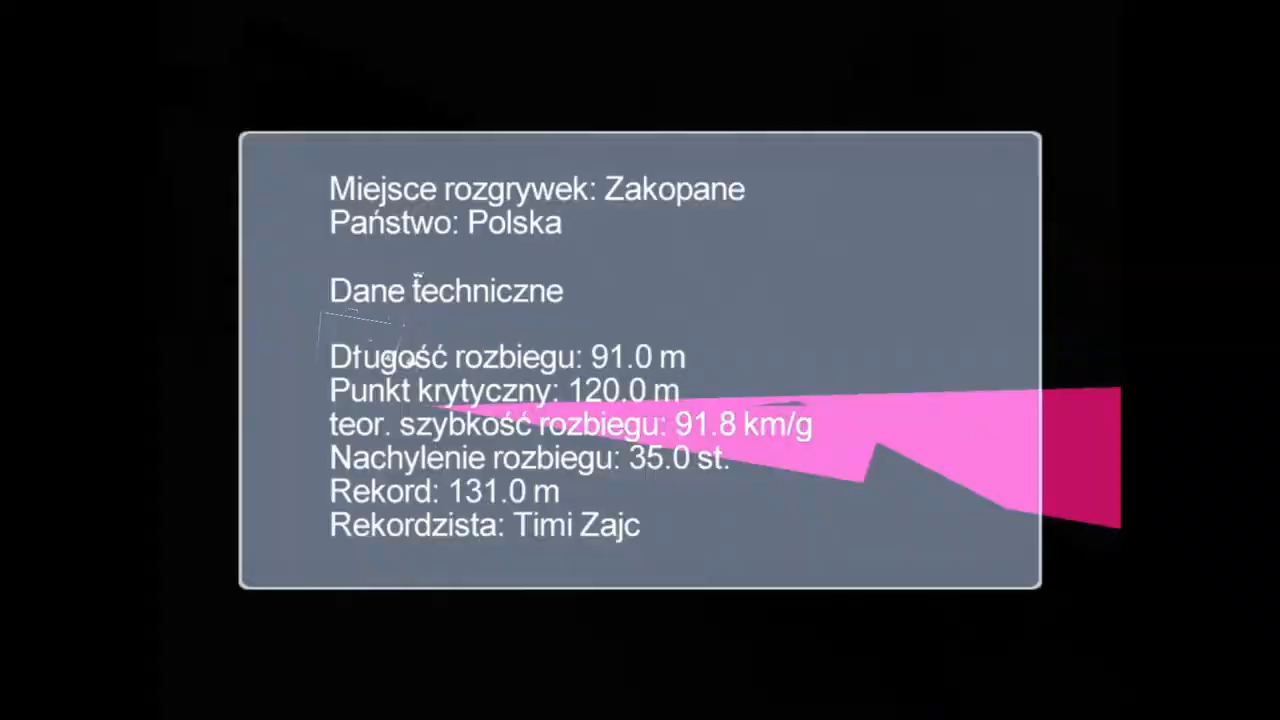 Miejsce rozgrywek: Zakopane
Państwo: Polska
Dane techniczne
Długość rozbiegu: 91.0 m
Punkt krytyczny: 120.0 m
teor. szybkość rozbiegu: 91.8 km/g
Nachylenie rozbiegu: 35.0 st.
Rekord: 131.0 m
Rekordzista: Timi Zajc